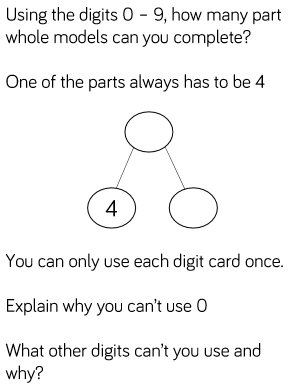 Using the digits 0 – 9, how many part
whole models can you complete?
One of the parts always has to be 4
4
You can only use each digit card once.
Explain why you can't use 0
What other digits can't you use and
why?